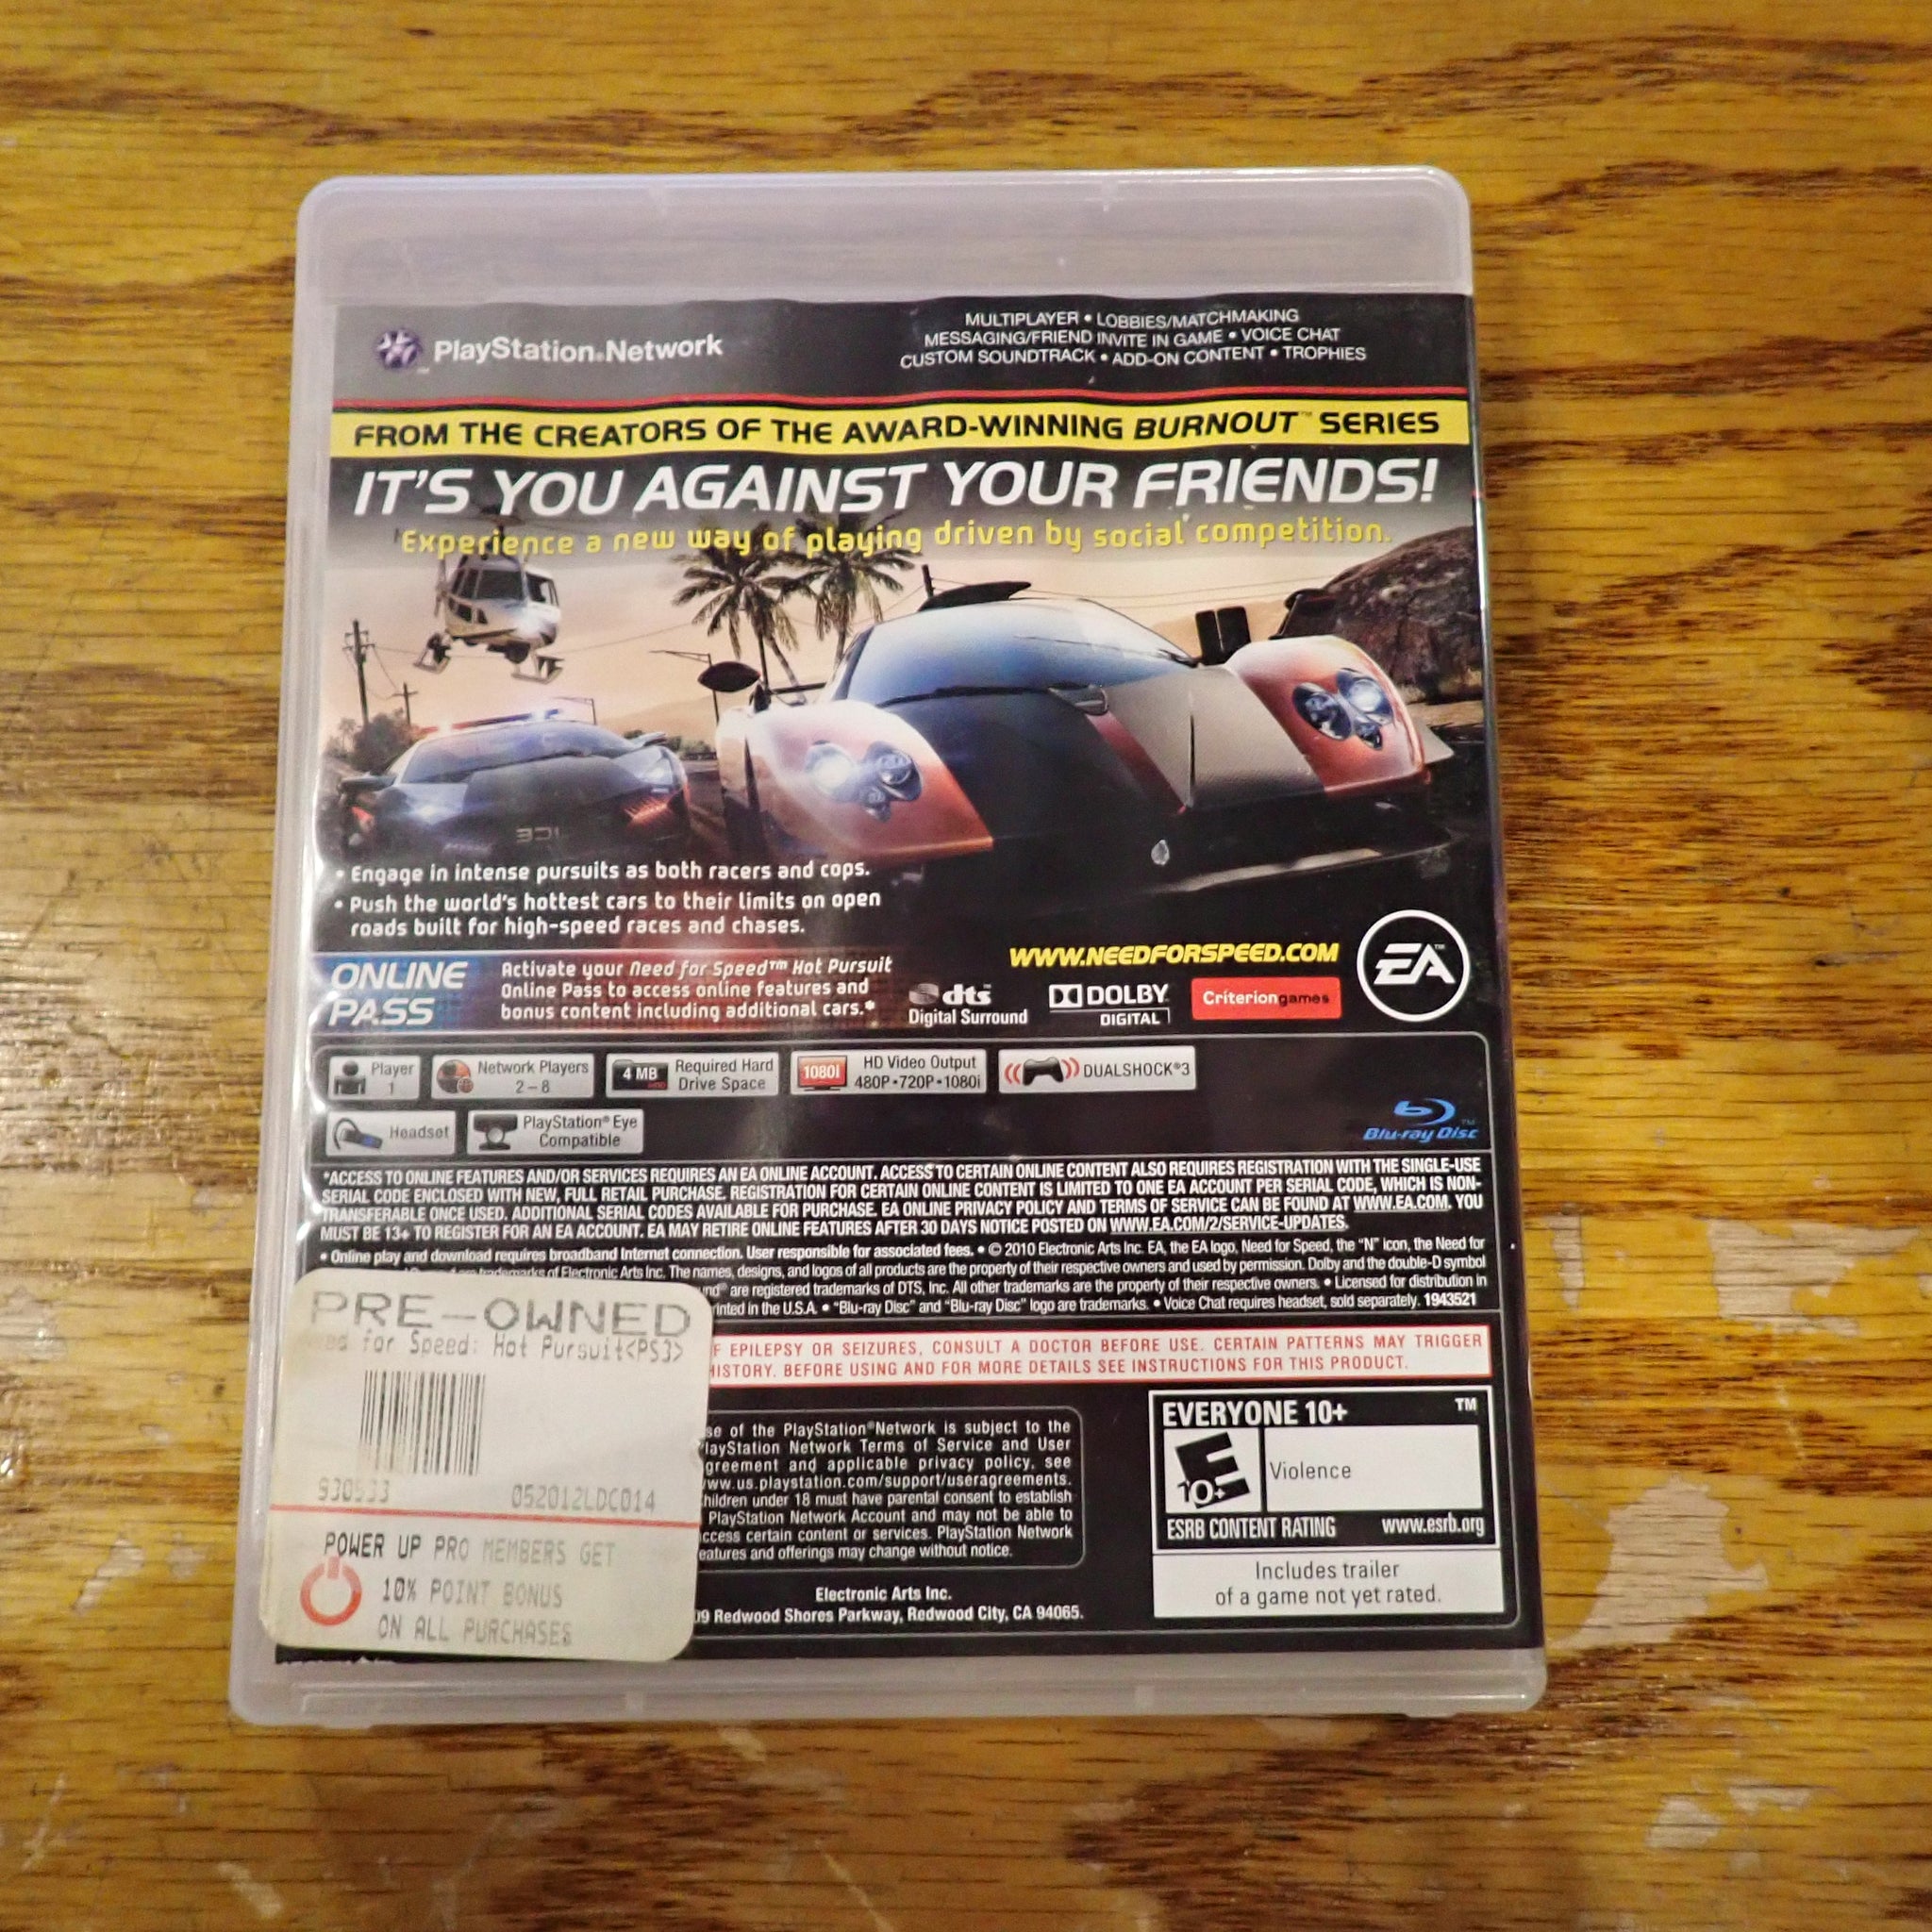 PlayStation®Network
MULTIPLAYER • LOBBIES/MATCHMAKING
MESSAGING/FRIEND INVITE IN GAME • VOICE CHAT
CUSTOM SOUNDTRACK • ADD-ON CONTENT • TROPHIES
FROM THE CREATORS OF THE AWARD-WINNING BURNOUT™ SERIES
IT'S YOU AGAINST YOUR FRIENDS!
Experience a new way of playing driven by social competition.
• Engage in intense pursuits as both racers and cops.
• Push the world's hottest cars to their limits on open
roads built for high-speed races and chases.
ONLINE
PASS
Activate your Need for Speed™ Hot Pursuit
Online Pass to access online features and
bonus content including additional cars.*
WWW.NEEDFORSPEED.COM
EA™
dts™
Digital Surround
DOLBY
DIGITAL
Criteriongames
Player
1
Network Players
2-8
4 MB
Required Hard
Drive Space
1080i
HD Video Output
480P•720P•1080i
DUALSHOCK®3
Headset
PlayStation®Eye
Compatible
Blu-ray Disc™
*ACCESS TO ONLINE FEATURES AND/OR SERVICES REQUIRES AN EA ONLINE ACCOUNT. ACCESS TO CERTAIN ONLINE CONTENT ALSO REQUIRES REGISTRATION WITH THE SINGLE-USE
SERIAL CODE ENCLOSED WITH NEW, FULL RETAIL PURCHASE. REGISTRATION FOR CERTAIN ONLINE CONTENT IS LIMITED TO ONE EA ACCOUNT PER SERIAL CODE, WHICH IS NON-
TRANSFERABLE ONCE USED. ADDITIONAL SERIAL CODES AVAILABLE FOR PURCHASE. EA ONLINE PRIVACY POLICY AND TERMS OF SERVICE CAN BE FOUND AT WWW.EA.COM. YOU
MUST BE 13+ TO REGISTER FOR AN EA ACCOUNT. EA MAY RETIRE ONLINE FEATURES AFTER 30 DAYS NOTICE POSTED ON WWW.EA.COM/2/SERVICE-UPDATES.
• Online play and download requires broadband Internet connection. User responsible for associated fees. • © 2010 Electronic Arts Inc. EA, the EA logo, Need for Speed, the "N" icon, the Need for
trademarks of Electronic Arts Inc. The names, designs, and logos of all products are the property of their respective owners and used by permission. Dolby and the double-D symbol
are registered trademarks of DTS, Inc. All other trademarks are the property of their respective owners. • Licensed for distribution in
rinted in the U.S.A. • "Blu-ray Disc" and "Blu-ray Disc" logo are trademarks. • Voice Chat requires headset, sold separately. 1943521
F EPILEPSY OR SEIZURES, CONSULT A DOCTOR BEFORE USE. CERTAIN PATTERNS MAY TRIGGER
HISTORY. BEFORE USING AND FOR MORE DETAILS SEE INSTRUCTIONS FOR THIS PRODUCT.
PRE-OWNED
for Speed: Hot Pursuit<PS3>
052012LDC014
POWER UP PRO MEMBERS GET
10% POINT BONUS
ON ALL PURCHASES
se of the PlayStation®Network is subject to the
layStation Network Terms of Service and User
greement and applicable privacy policy, see
ww.us.playstation.com/support/useragreements.
hildren under 18 must have parental consent to establish
PlayStation Network Account and may not be able to
ccess certain content or services. PlayStation Network
eatures and offerings may change without notice.
Electronic Arts Inc.
09 Redwood Shores Parkway, Redwood City, CA 94065.
EVERYONE 10+ ™
E
10+
Violence
ESRB CONTENT RATING www.esrb.org
Includes trailer
of a game not yet rated.